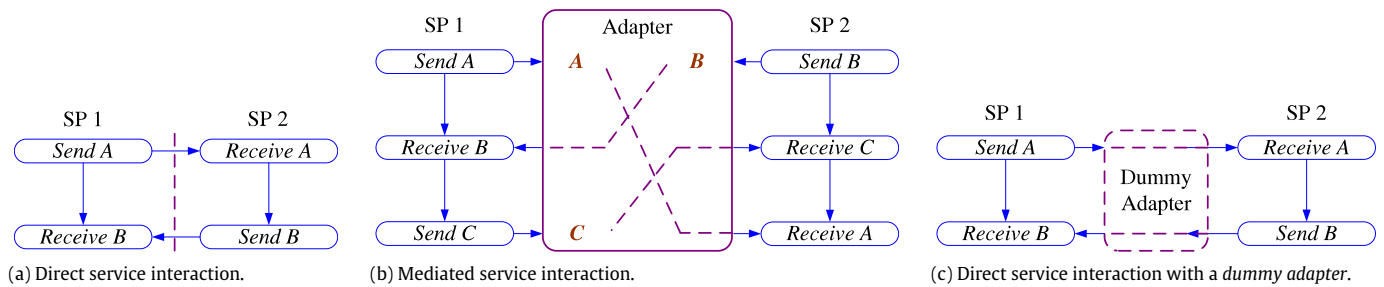 SP 1
SP 2
Send A
Receive A
Receive B
Send B
(a) Direct service interaction.
SP 1
Adapter
SP 2
Send A
A
B
Send B
Receive B
Receive C
Send C
C
Receive A
(b) Mediated service interaction.
SP 1
SP 2
Send A
Receive A
Dummy
Adapter
Receive B
Send B
(c) Direct service interaction with a dummy adapter.